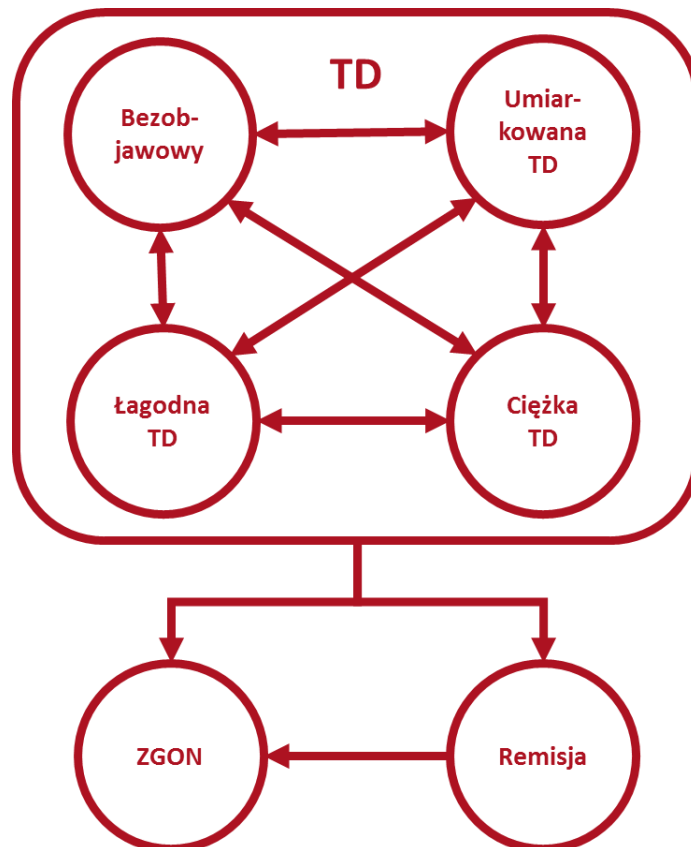 TD
Bezob-
jawowy
Umiar-
kowana
TD
Łagodna
TD
Ciężka
TD
ZGON
Remisja